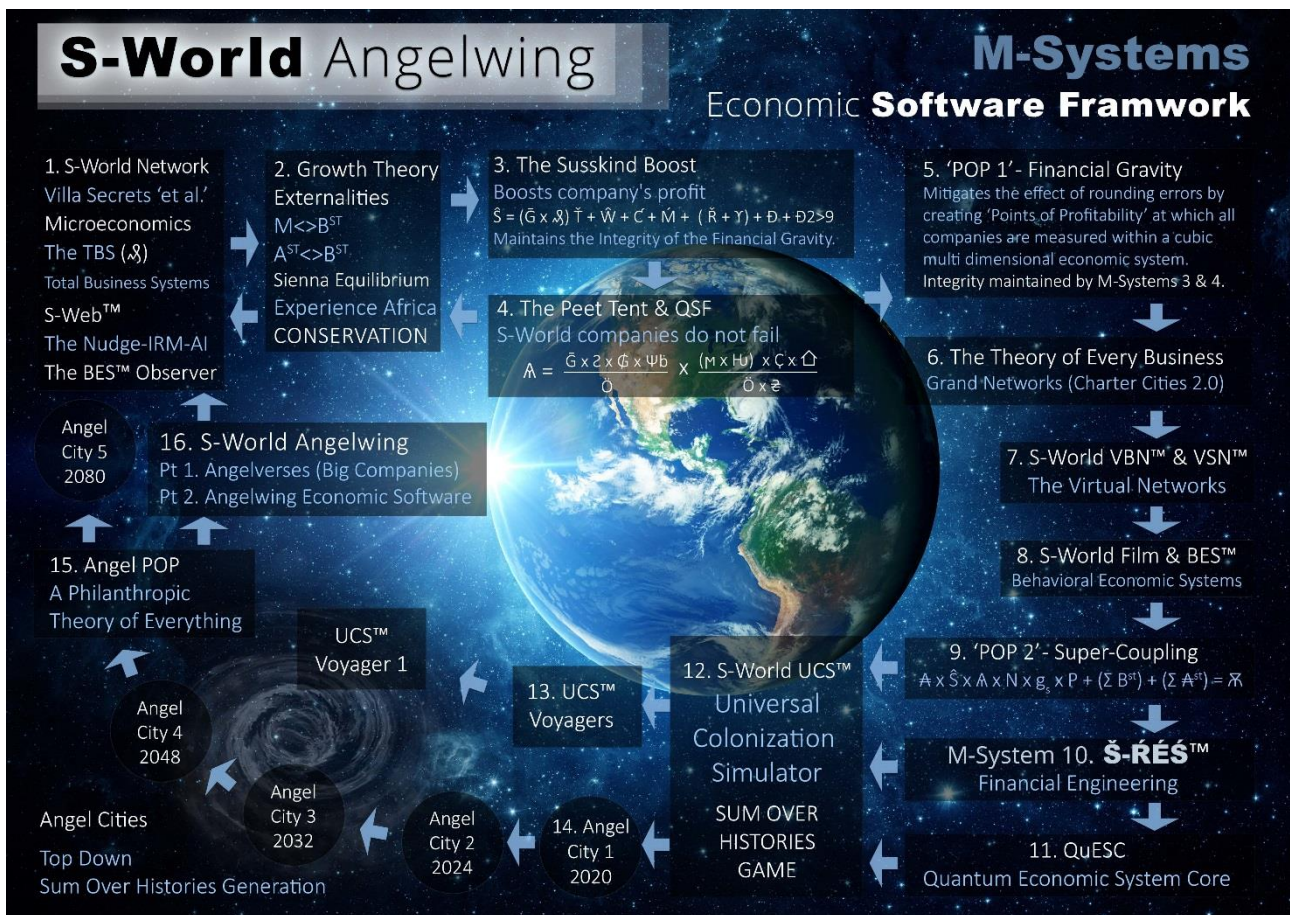 S-World Angelwing
M-Systems
Economic Software Framwork
1. S-World Network
Villa Secrets ‘et al.’
Microeconomics
The TBS (₰)
Total Business Systems
S-Web™
The Nudge-IRM-AI
The BES™ Observer
2. Growth Theory
Externalities
M<>Bˢᵀ
Aˢᵀ<>Bˢᵀ
Sienna Equilibrium
Experience Africa
CONSERVATION
3. The Susskind Boost
Boosts company's profit
Ŝ = (Ḡ x ₰) Ť + Ŵ + Ƈ + Ṁ + ( Ř + ϒ) + Đ + Đ2>9
Maintains the Integrity of the Financial Gravity.
4. The Peet Tent & QSF
S-World companies do not fail
5. ‘POP 1’- Financial Gravity
Mitigates the effect of rounding errors by
creating ‘Points of Profitability’ at which all
companies are measured within a cubic
multi dimensional economic system.
Integrity maintained by M-Systems 3 & 4.
6. The Theory of Every Business
Grand Networks (Charter Cities 2.0)
7. S-World VBN™ & VSN™
The Virtual Networks
8. S-World Film & BES™
Behavioral Economic Systems
9. ‘POP 2’- Super-Coupling
M-System 10. Š-ŔÉŚ™
Financial Engineering
11. QuESC
Quantum Economic System Core
12. S-World UCS™
Universal
Colonization
Simulator
SUM OVER
HISTORIES
GAME
13. UCS™
Voyagers
UCS™
Voyager 1
14. Angel
City 1
2020
Angel
City 2
2024
Angel
City 3
2032
Angel
City 4
2048
Angel Cities
Top Down
Sum Over Histories Generation
15. Angel POP
A Philanthropic
Theory of Everything
16. S-World Angelwing
Pt 1. Angelverses (Big Companies)
Pt 2. Angelwing Economic Software
Angel
City 5
2080